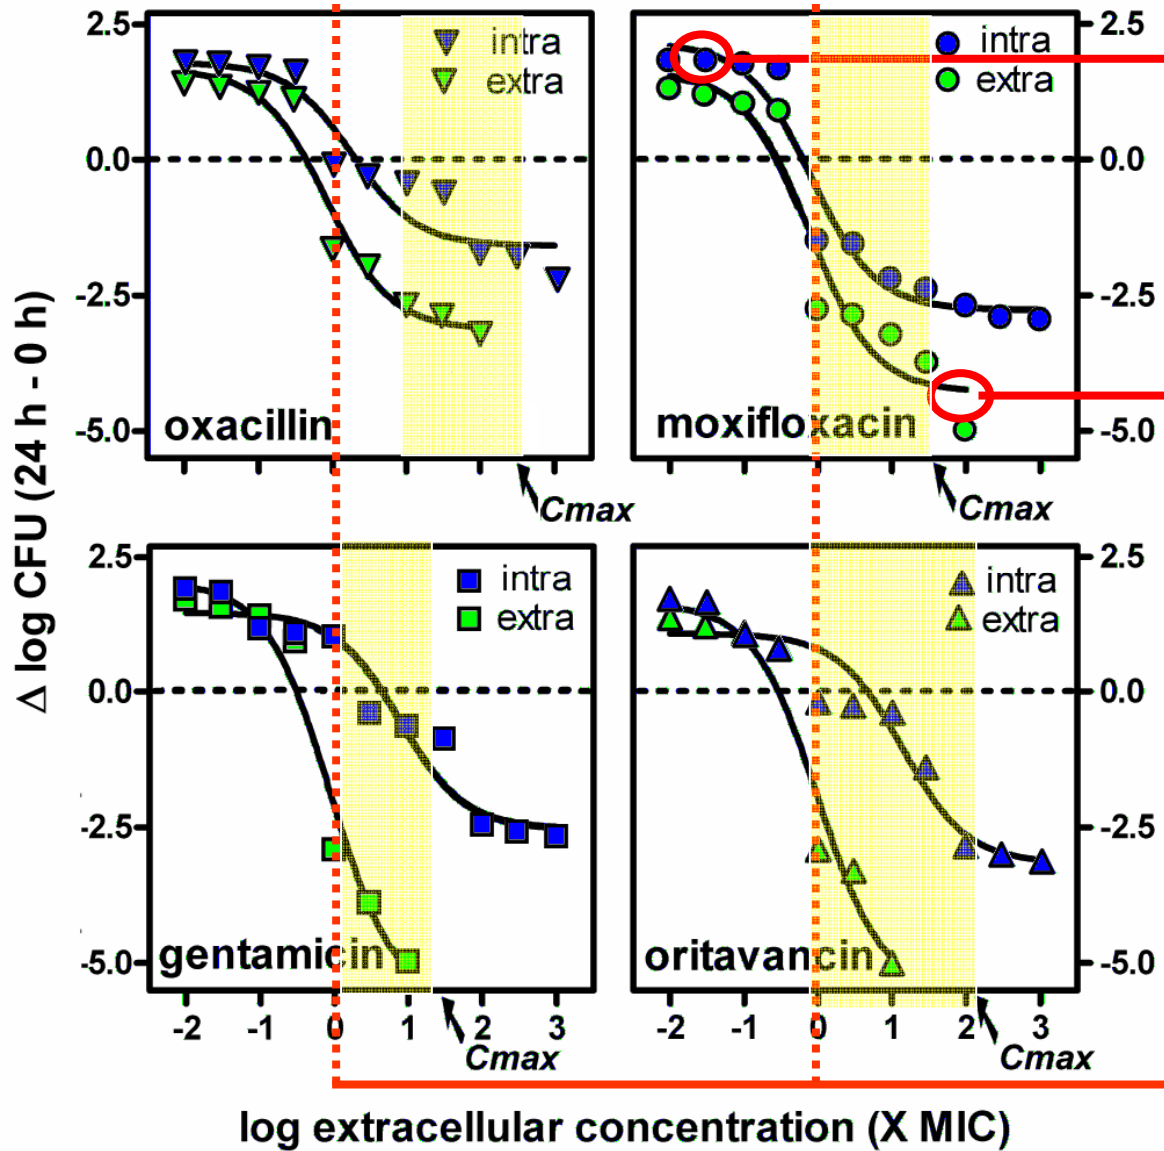 2.5
0.0
-2.5
-5.0
intra
extra
oxacillin
Cmax
intra
extra
moxifloxacin
Cmax
2.5
0.0
-2.5
-5.0
Δ log CFU (24 h - 0 h)
2.5
0.0
-2.5
-5.0
intra
extra
gentamicin
-2 -1 0 1 2 3
Cmax
intra
extra
oritavancin
2.5
0.0
-2.5
-5.0
-2 -1 0 1 2 3
Cmax
log extracellular concentration (X MIC)